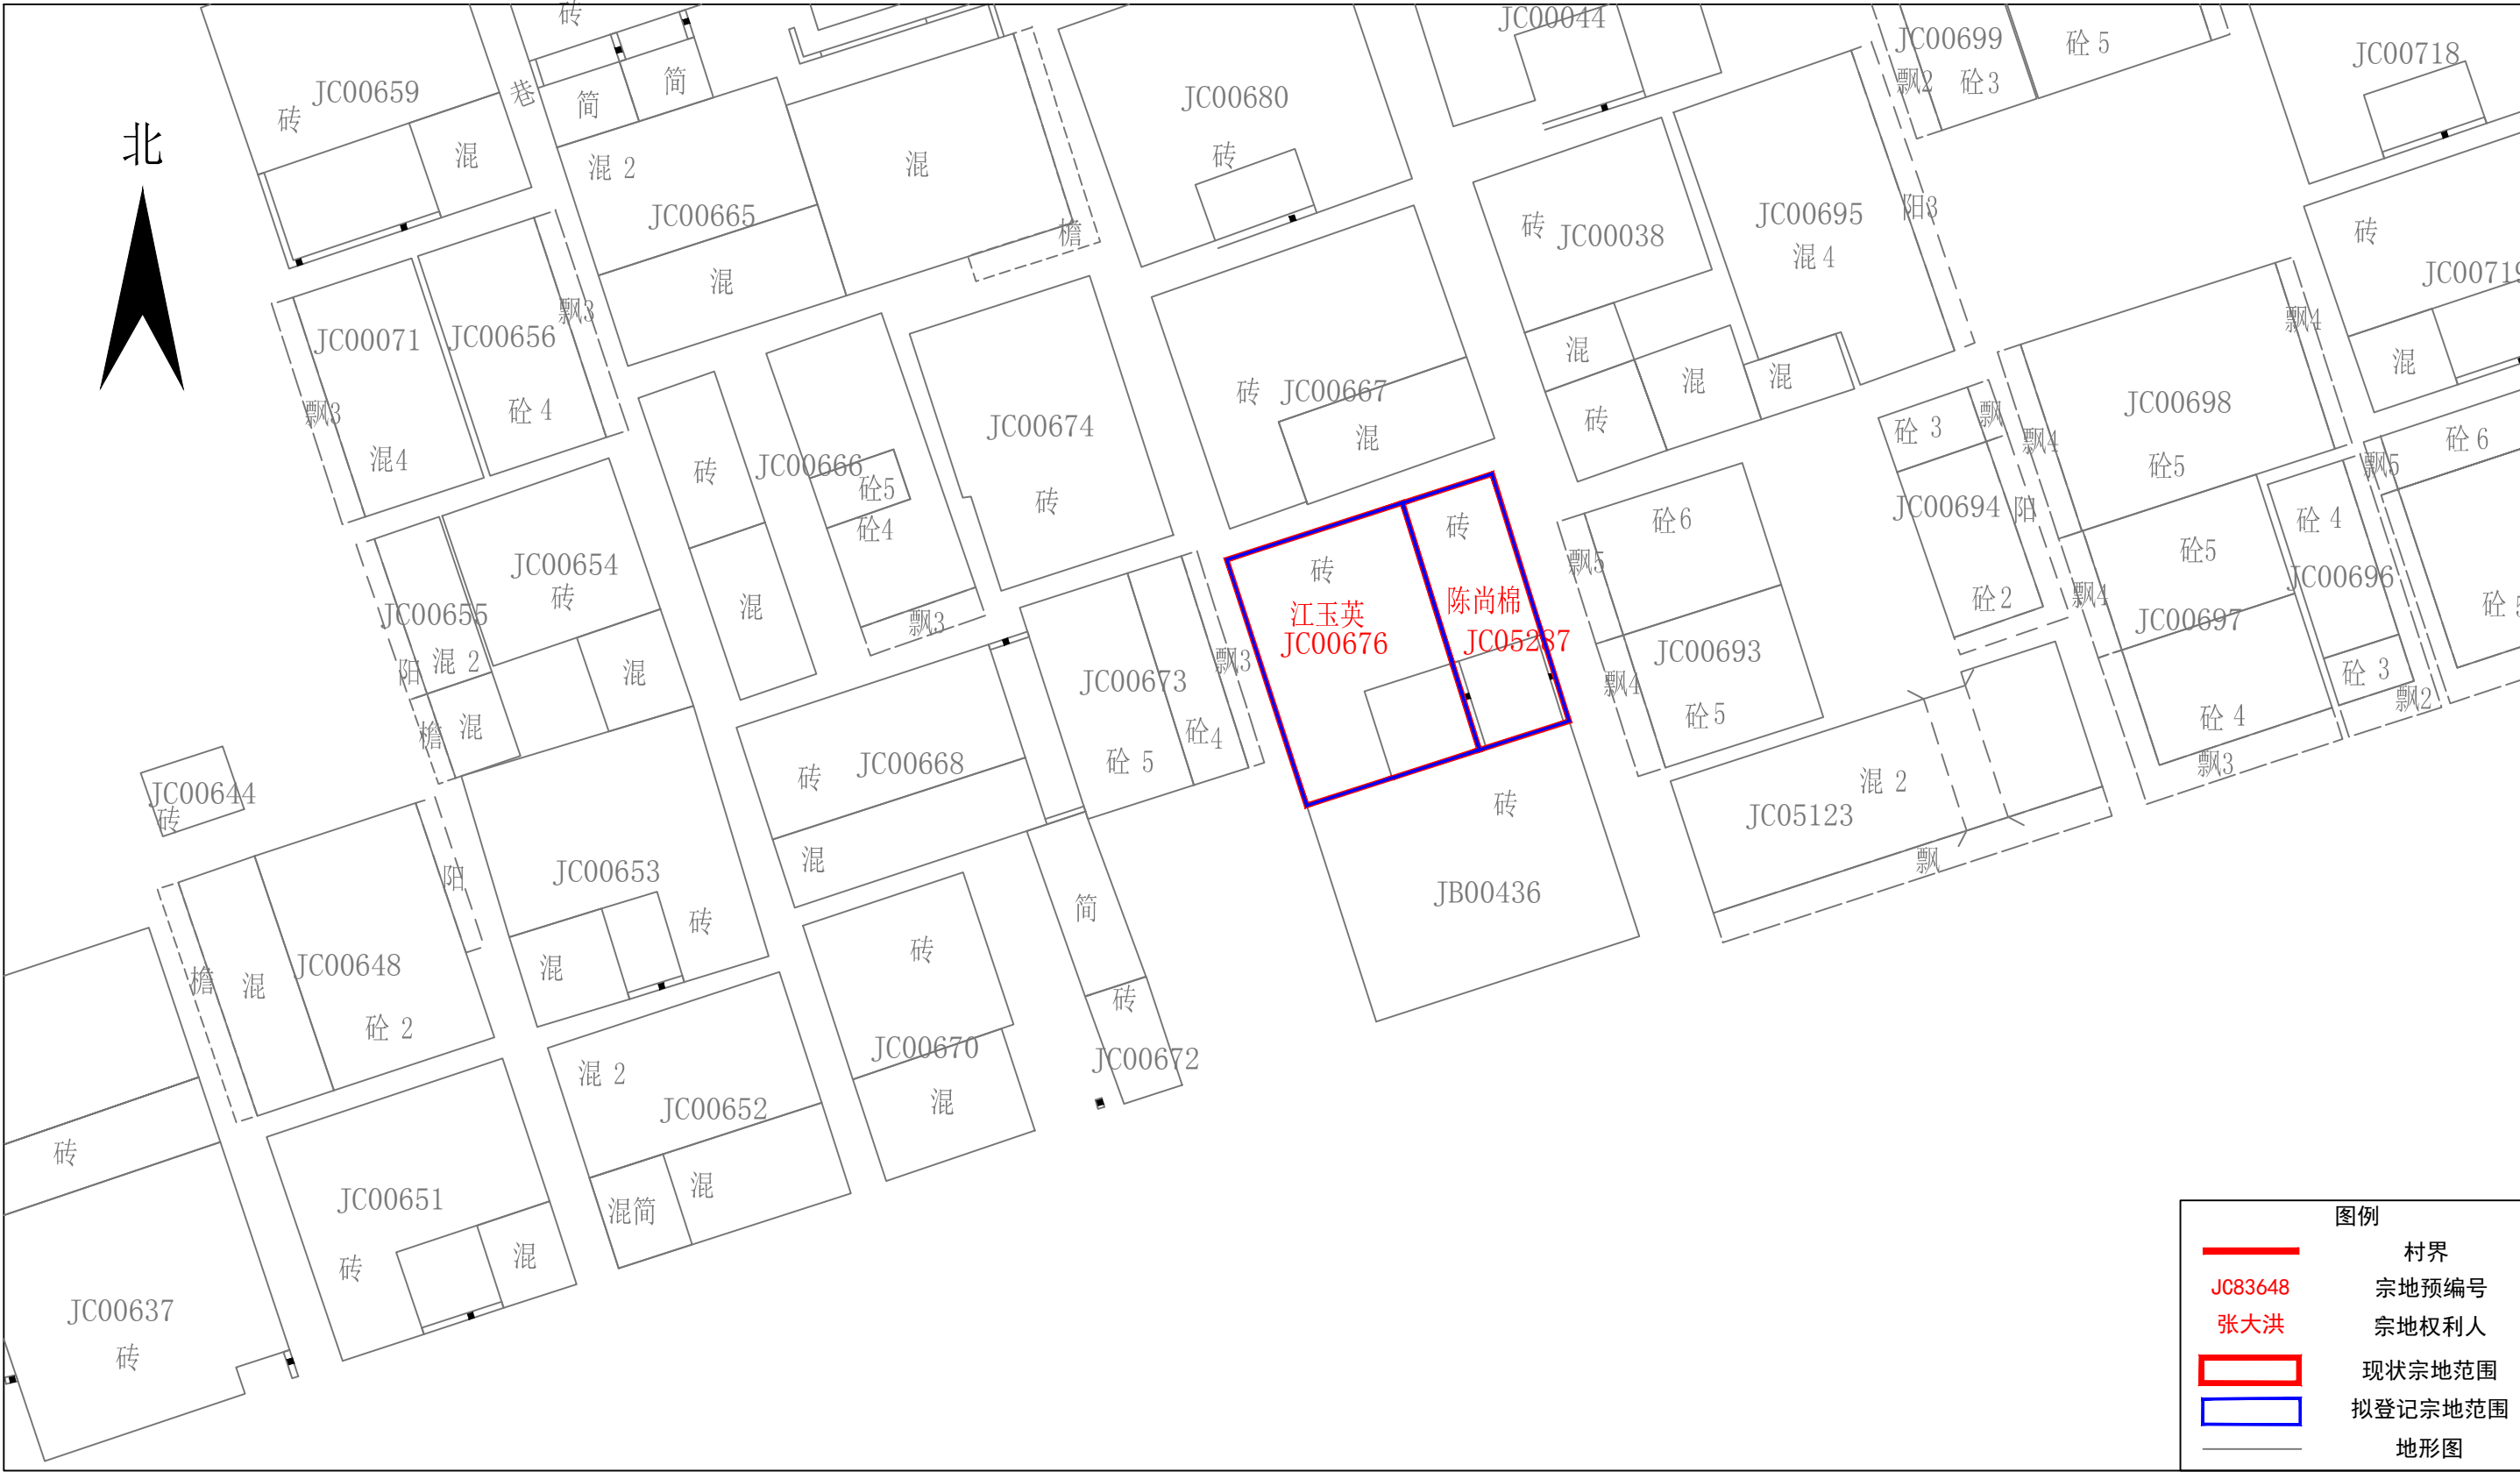 砖
JC00044
JC00699
砼 5
JC00718
JC00659
砖
巷
简
简
混
混 2
混
JC00680
砖
飘2
砼 3
北
JC00665
混
檐
砖
JC00038
JC00695
混 4
阳3
砖
JC00719
JC00071
JC00656
飘3
飘3
砼 4
混4
JC00674
砖
砖
JC00667
混
混
砖
混
混
砼 3
飘
飘4
JC00698
砼5
飘4
混
砼 6
飘5
砖
JC00666
砼5
砼4
混
飘3
JC00654
砖
JC00655
混 2
阳
混
檐
混
砖
砖
江玉英
JC00676
陈尚棉
JC05287
飘5
砼6
JC00693
飘4
砼5
JC00694
阳
砼2
飘4
砼5
JC00697
砼 4
JC00696
砼 3
飘2
砼 5
砼 4
飘3
JC00673
飘3
砼4
砼 5
JC00668
砖
混
JC00644
砖
JC00653
砖
混
阳
JC00648
檐
混
砼 2
砖
JB00436
JC05123
混 2
飘
简
砖
JC00672
砖
JC00670
混
混 2
JC00652
混简
混
砖
JC00651
砖
混
JC00637
砖
图例
村界
JC83648
宗地预编号
张大洪
宗地权利人
现状宗地范围
拟登记宗地范围
地形图